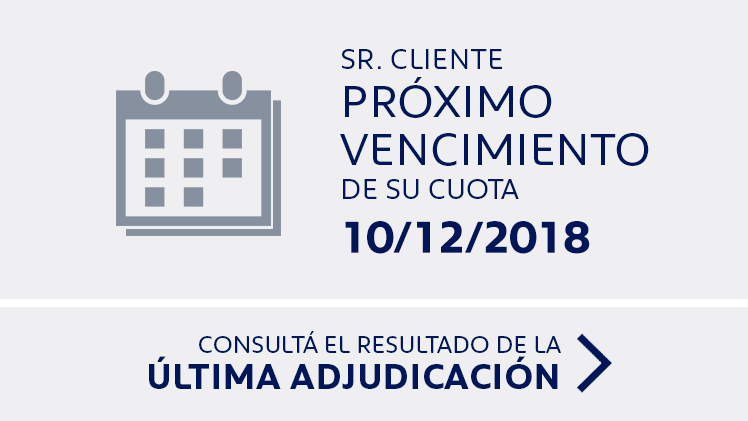 SR. CLIENTE
PRÓXIMO
VENCIMIENTO
DE SU CUOTA
10/12/2018
CONSULTÁ EL RESULTADO DE LA
ÚLTIMA ADJUDICACIÓN